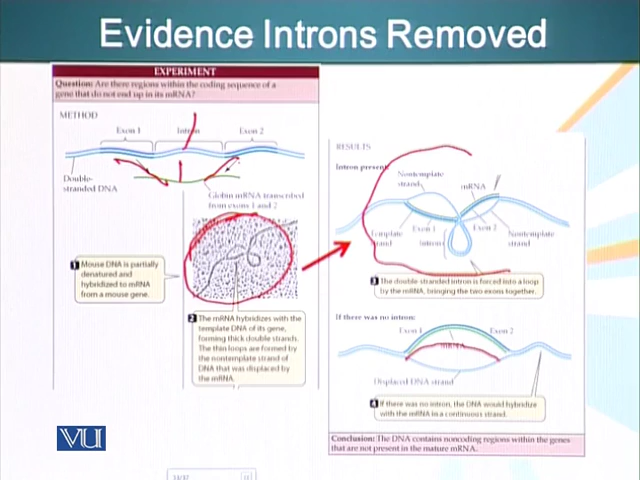 Evidence Introns Removed
EXPERIMENT
Question: Are there regions within the coding sequence of a
gene that do not end up in its mRNA?
METHOD
Exon 1
Intron
Exon 2
Double-
stranded DNA
Globin mRNA transcribed
from exons 1 and 2
1 Mouse DNA is partially
denatured and
hybridized to mRNA
from a mouse gene.
2 The mRNA hybridizes with the
template DNA of its gene,
forming thick double strands.
The thin loops are formed by
the nontemplate strand of
DNA that was displaced by
the mRNA.
RESULTS
Intron present:
Nontemplate
strand
mRNA
Template
strand
Exon 1
Intron
Exon 2
Nontemplate
strand
3 The double stranded intron is forced into a loop
by the mRNA, bringing the two exons together.
If there was no intron:
Exon 1
Exon 2
mRNA
Displaced DNA strand
4 If there was no intron, the DNA would hybridize
with the mRNA in a continuous strand.
Conclusion: The DNA contains noncoding regions within the genes
that are not present in the mature mRNA.
VU